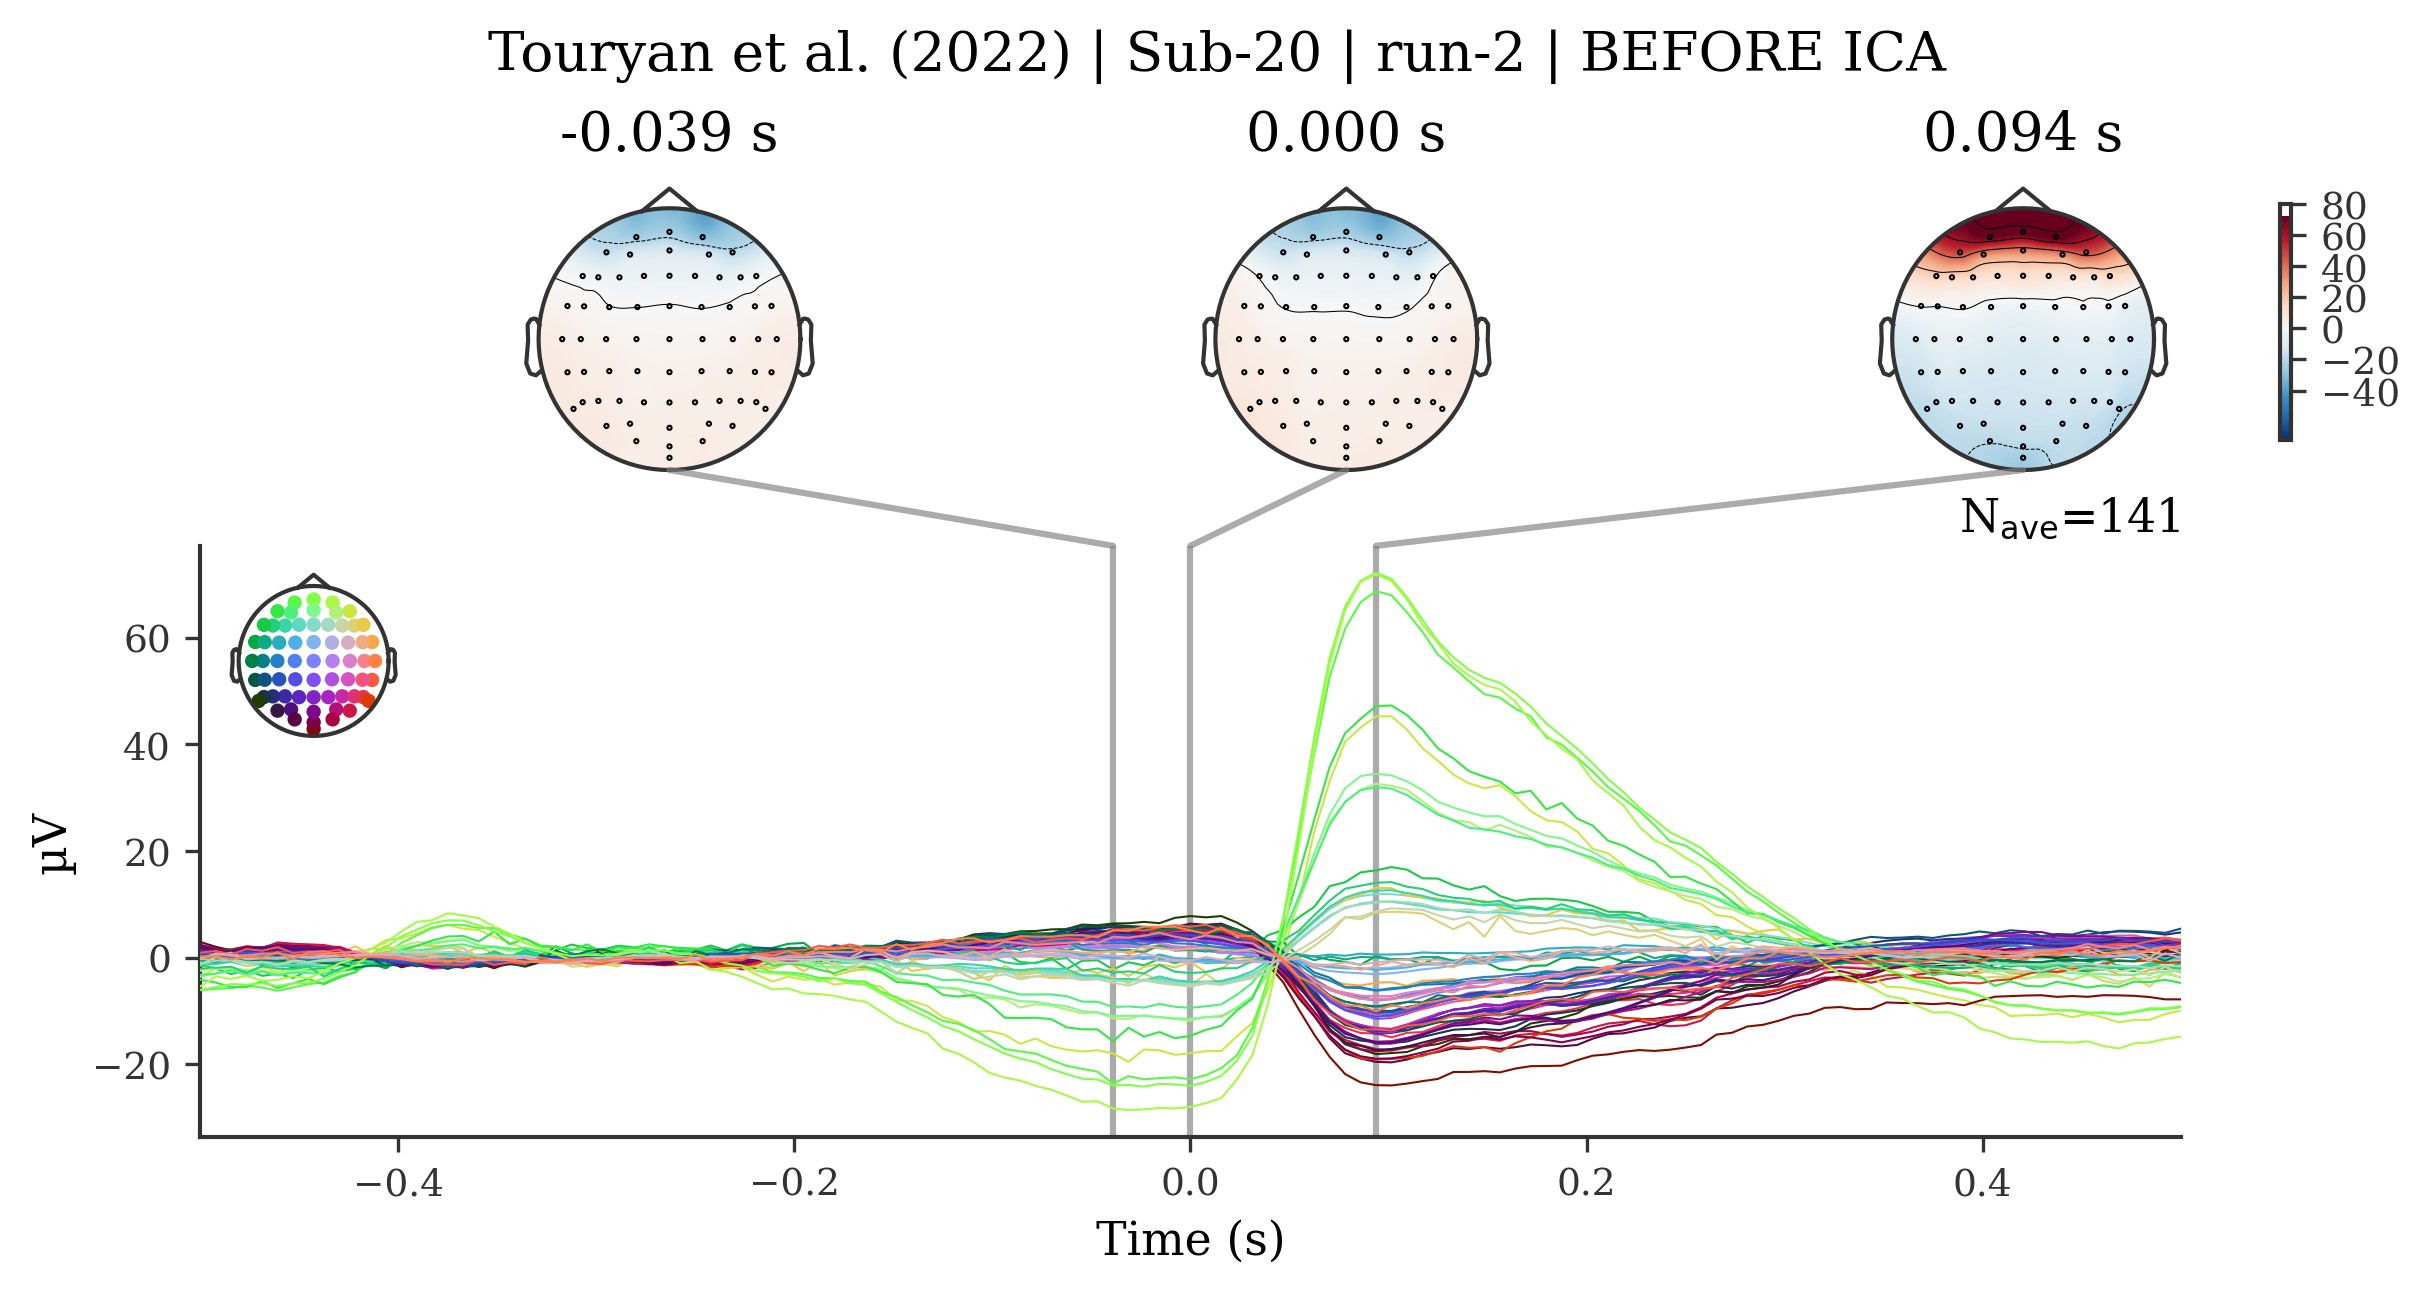 Touryan et al. (2022) | Sub-20 | run-2 | BEFORE ICA
-0.039 s
0.000 s
0.094 s
80
60
40
20
0
−20
−40
Nave=141
60
40
20
0
−20
µV
−0.4
−0.2
0.0
0.2
0.4
Time (s)